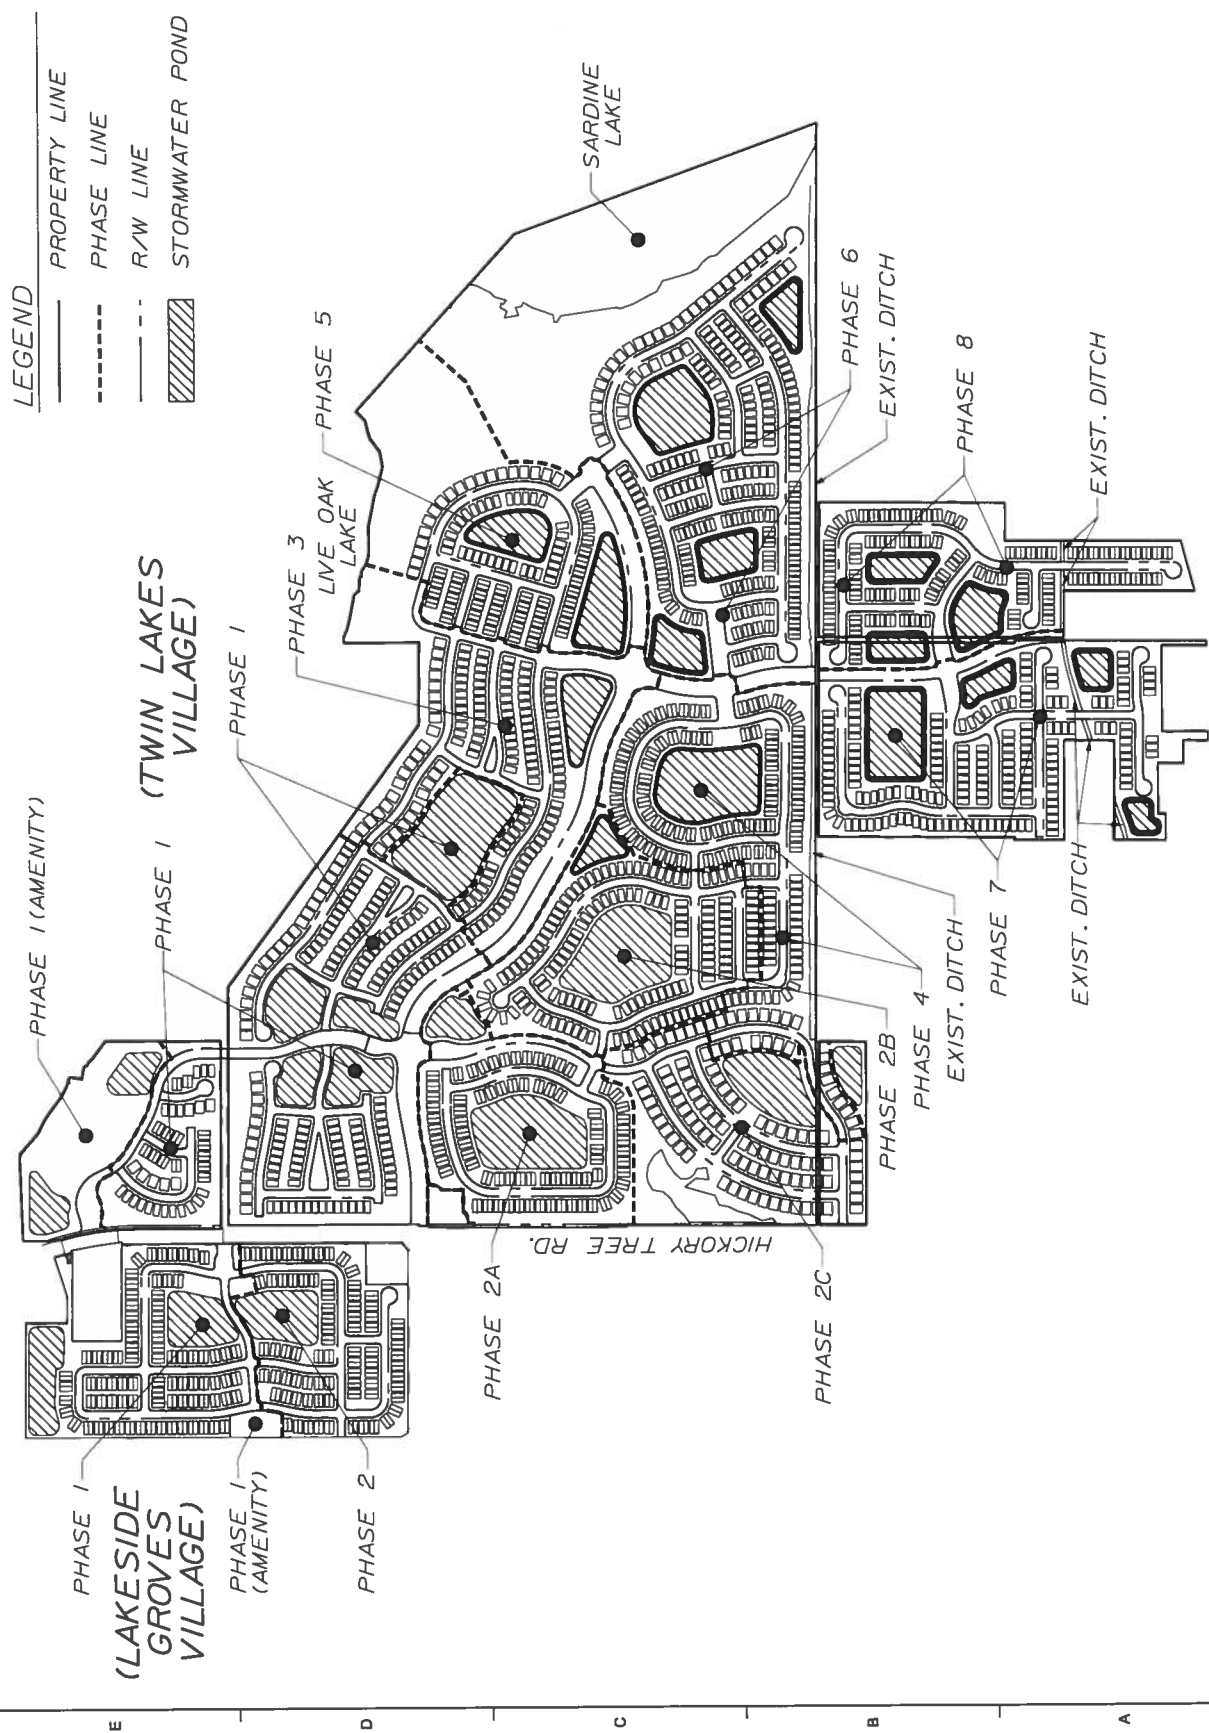 LEGEND
PROPERTY LINE
PHASE LINE
R/W LINE
STORMWATER POND
(LAKESIDE
GROVES
VILLAGE)
PHASE 1
PHASE 1
(AMENITY)
PHASE 2
PHASE 1 (AMENITY)
PHASE 1
(TWIN LAKES
VILLAGE)
PHASE 1
PHASE 3
LIVE OAK
LAKE
PHASE 5
SARDINE
LAKE
HICKORY TREE RD.
PHASE 2A
PHASE 2C
PHASE 2B
PHASE 4
EXIST. DITCH
PHASE 7
EXIST. DITCH
PHASE 6
EXIST. DITCH
PHASE 8
EXIST. DITCH
E
D
C
B
A